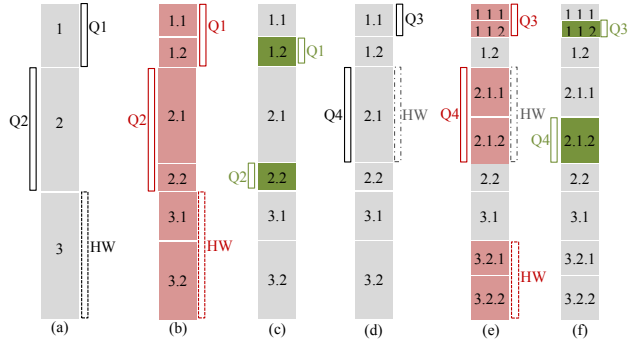 1
Q1
Q2
2
3
HW
(a)
1.1
Q1
1.2
Q2
2.1
2.2
3.1
HW
3.2
(b)
1.1
1.2
Q1
2.1
Q2
2.2
3.1
3.2
(c)
1.1
Q3
1.2
Q4
2.1
HW
2.2
3.1
3.2
(d)
1.1.1
Q3
1.1.2
1.2
2.1.1
Q4
HW
2.1.2
2.2
3.1
3.2.1
HW
3.2.2
(e)
1.1.1
1.1.2
Q3
1.2
2.1.1
Q4
2.1.2
2.2
3.1
3.2.1
3.2.2
(f)